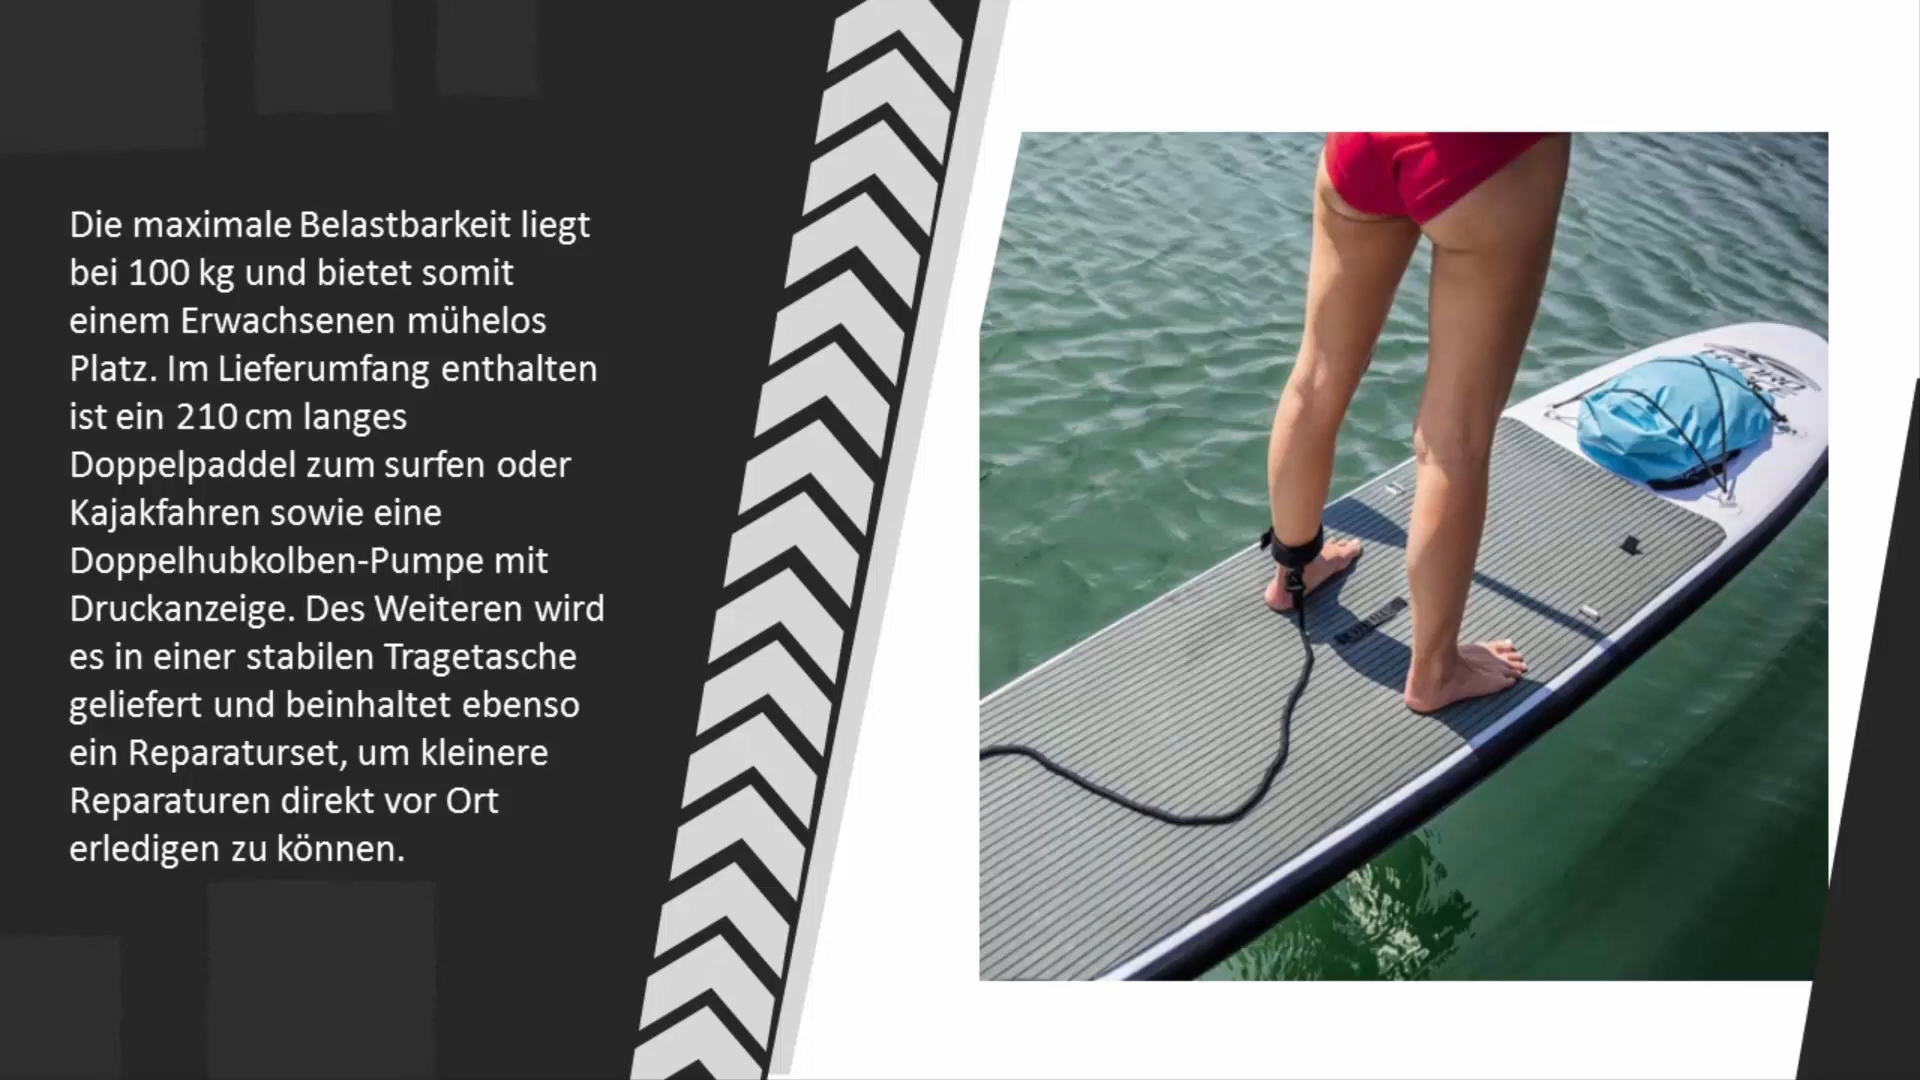 Die maximale Belastbarkeit liegt
bei 100 kg und bietet somit
einem Erwachsenen mühelos
Platz. Im Lieferumfang enthalten
ist ein 210 cm langes
Doppelpaddel zum surfen oder
Kajakfahren sowie eine
Doppelhubkolben-Pumpe mit
Druckanzeige. Des Weiteren wird
es in einer stabilen Tragetasche
geliefert und beinhaltet ebenso
ein Reparaturset, um kleinere
Reparaturen direkt vor Ort
erledigen zu können.